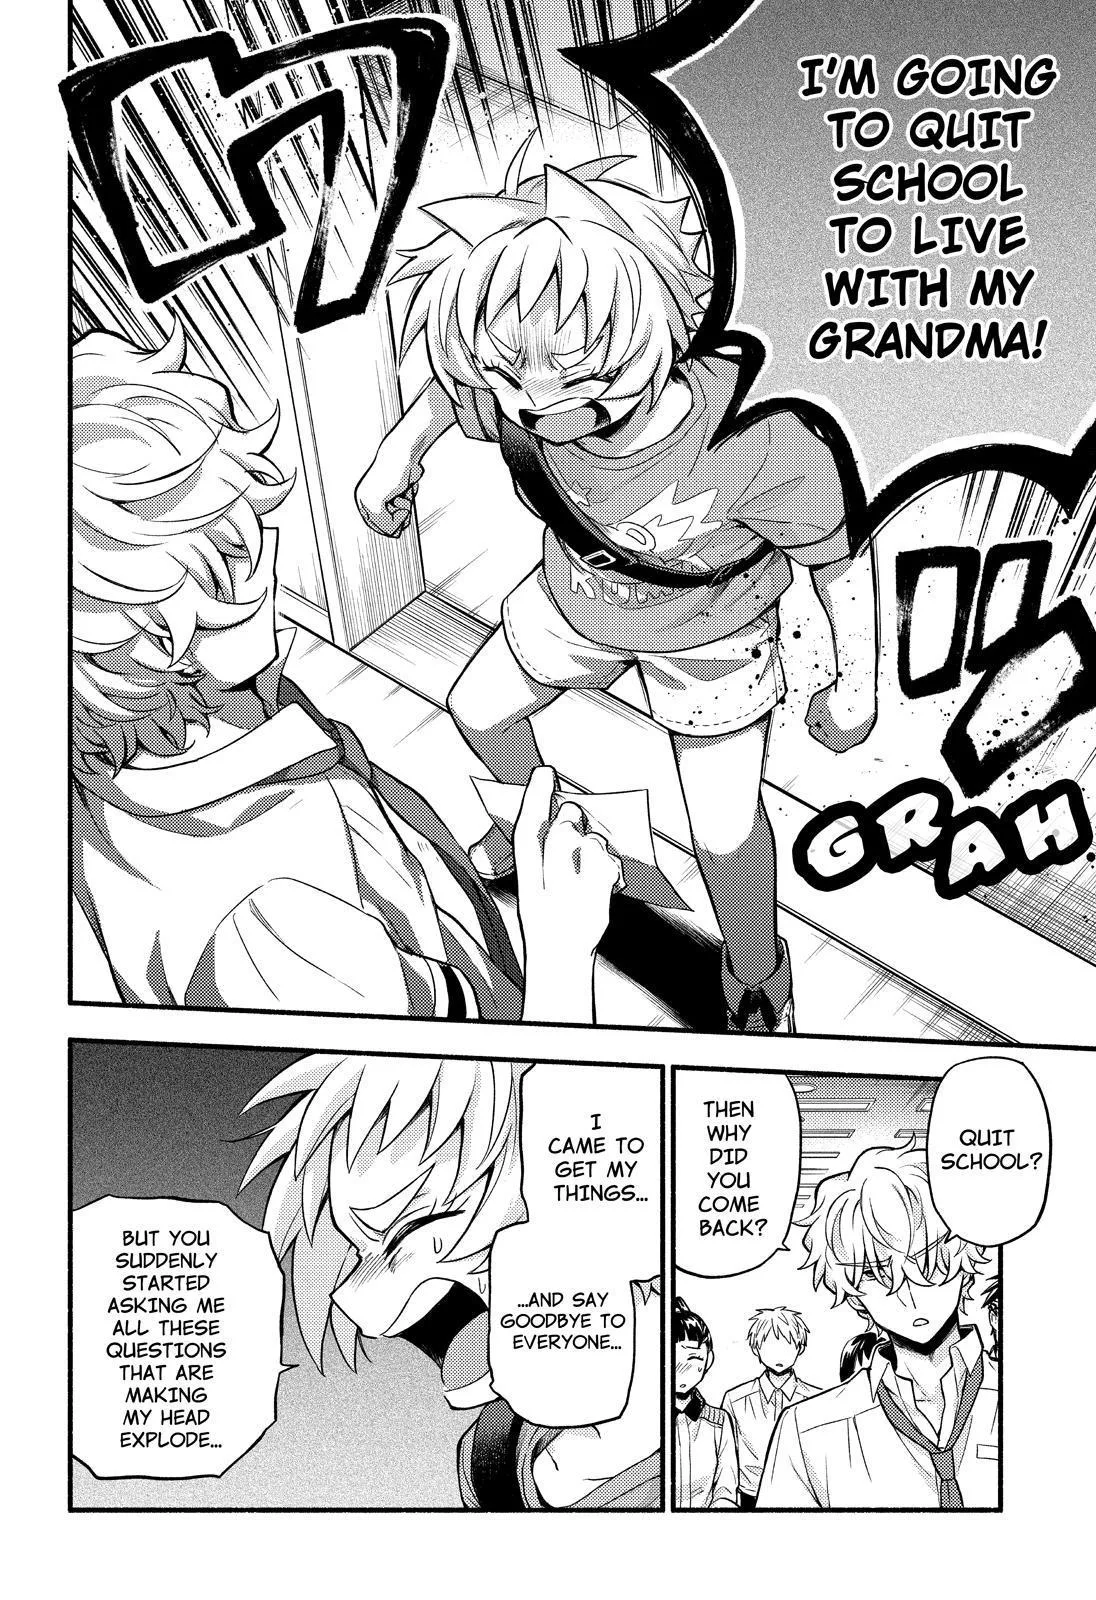 I'M GOING
TO QUIT
SCHOOL
TO LIVE
WITH MY
GRANDMA!
GRAH
QUIT
SCHOOL?
THEN
WHY
DID
YOU
COME
BACK?
I
CAME TO
GET MY
THINGS...
...AND SAY
GOODBYE TO
EVERYONE...
BUT YOU
SUDDENLY
STARTED
ASKING ME
ALL THESE
QUESTIONS
THAT ARE
MAKING
MY HEAD
EXPLODE...